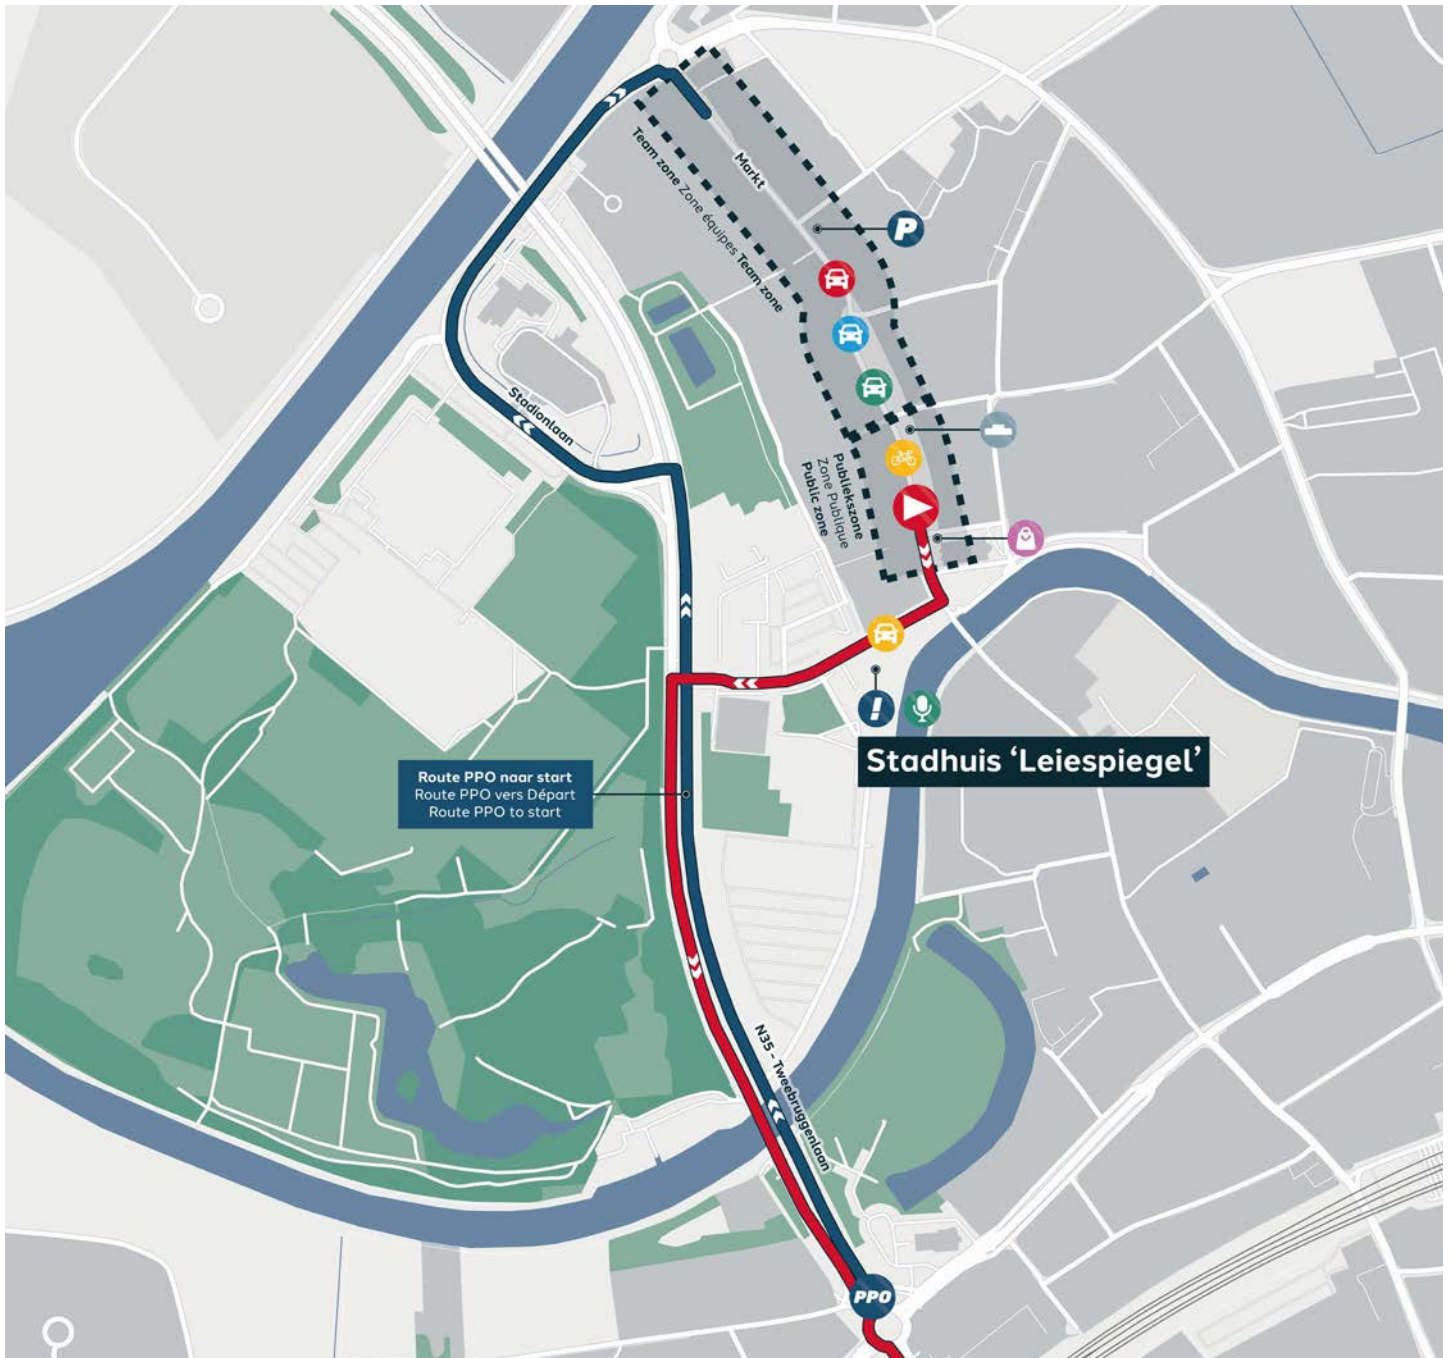 Markt
Team zone Zone équipes Team zone
P
Stadionlaan
Publiekszone
Zone Publique
Public zone
!
Stadhuis ‘Leiespiegel’
Route PPO naar start
Route PPO vers Départ
Route PPO to start
N35 - Tweebruggenlaan
PPO